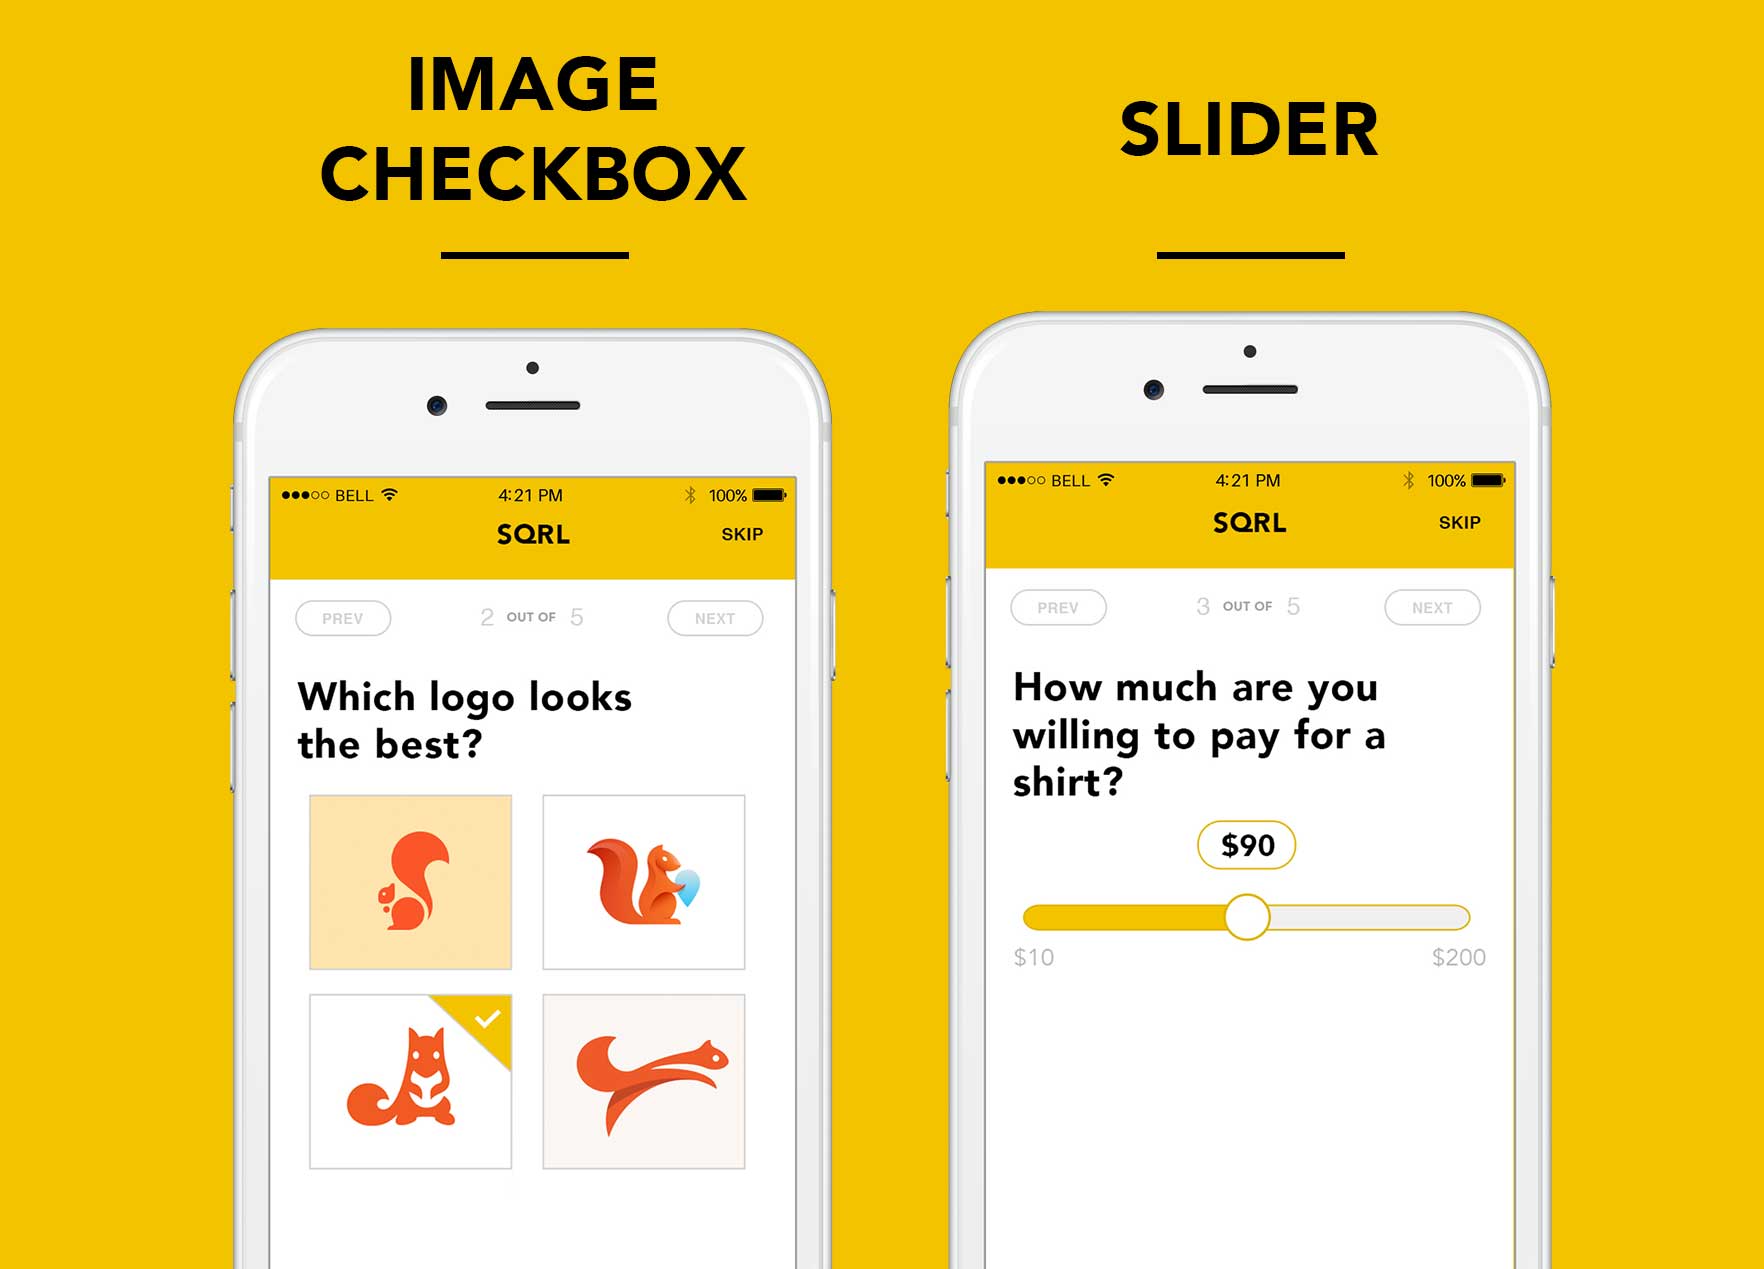 IMAGE
CHECKBOX
BELL 4:21 PM 100%
SQRL SKIP
PREV 2 OUT OF 5 NEXT
Which logo looks
the best?
SLIDER
BELL 4:21 PM 100%
SQRL SKIP
PREV 3 OUT OF 5 NEXT
How much are you
willing to pay for a
shirt?
$90
$10 $200